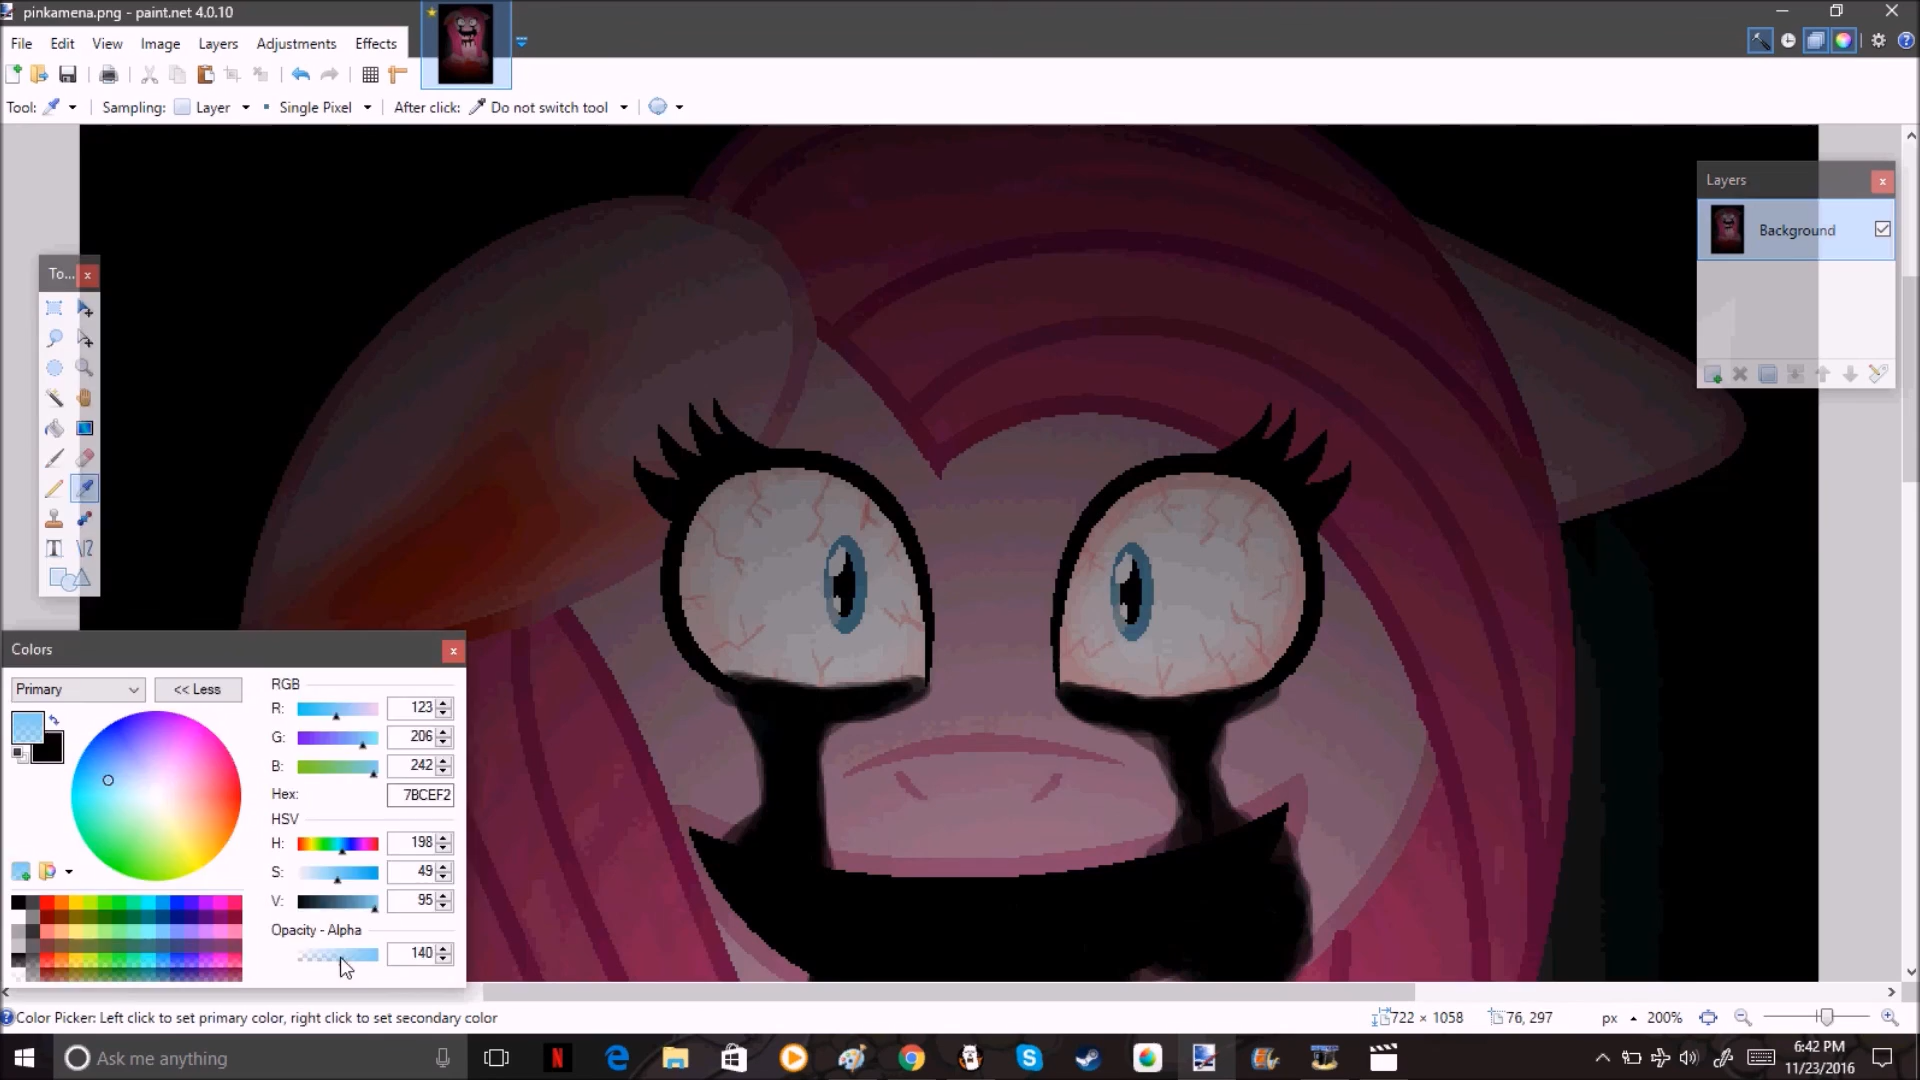 pinkamena.png - paint.net 4.0.10
File Edit View Image Layers Adjustments Effects
Tool: Sampling: Layer Single Pixel After click: Do not switch tool
Layers
Background
To...
Colors
Primary << Less
RGB
R: 123
G: 206
B: 242
Hex: 7BCEF2
HSV
H: 198
S: 49
V: 95
Opacity - Alpha
140
Color Picker: Left click to set primary color, right click to set secondary color
722 × 1058 76, 297 px 200%
Ask me anything
6:42 PM
11/23/2016